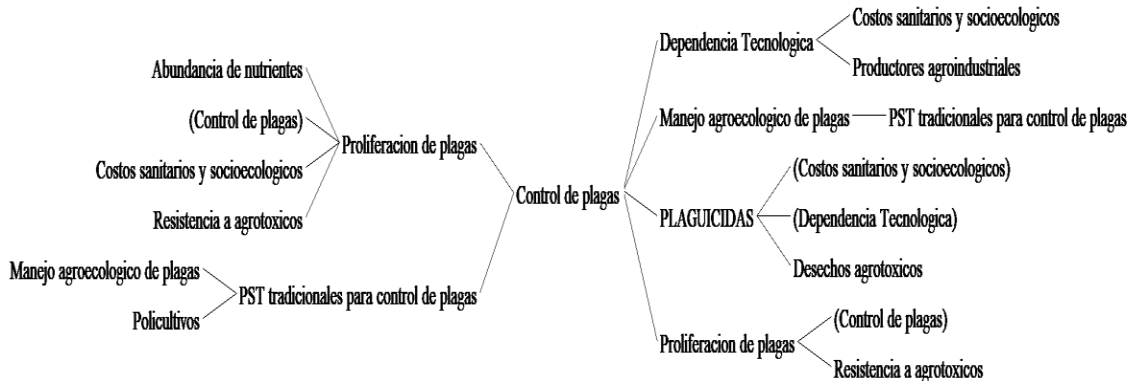 Abundancia de nutrientes
(Control de plagas)
Costos sanitarios y socioecologicos
Resistencia a agrotoxicos
Proliferacion de plagas
Manejo agroecologico de plagas
Policultivos
PST tradicionales para control de plagas
Control de plagas
Dependencia Tecnologica
Costos sanitarios y socioecologicos
Productores agroindustriales
Manejo agroecologico de plagas
PST tradicionales para control de plagas
PLAGUICIDAS
(Costos sanitarios y socioecologicos)
(Dependencia Tecnologica)
Desechos agrotoxicos
Proliferacion de plagas
(Control de plagas)
Resistencia a agrotoxicos